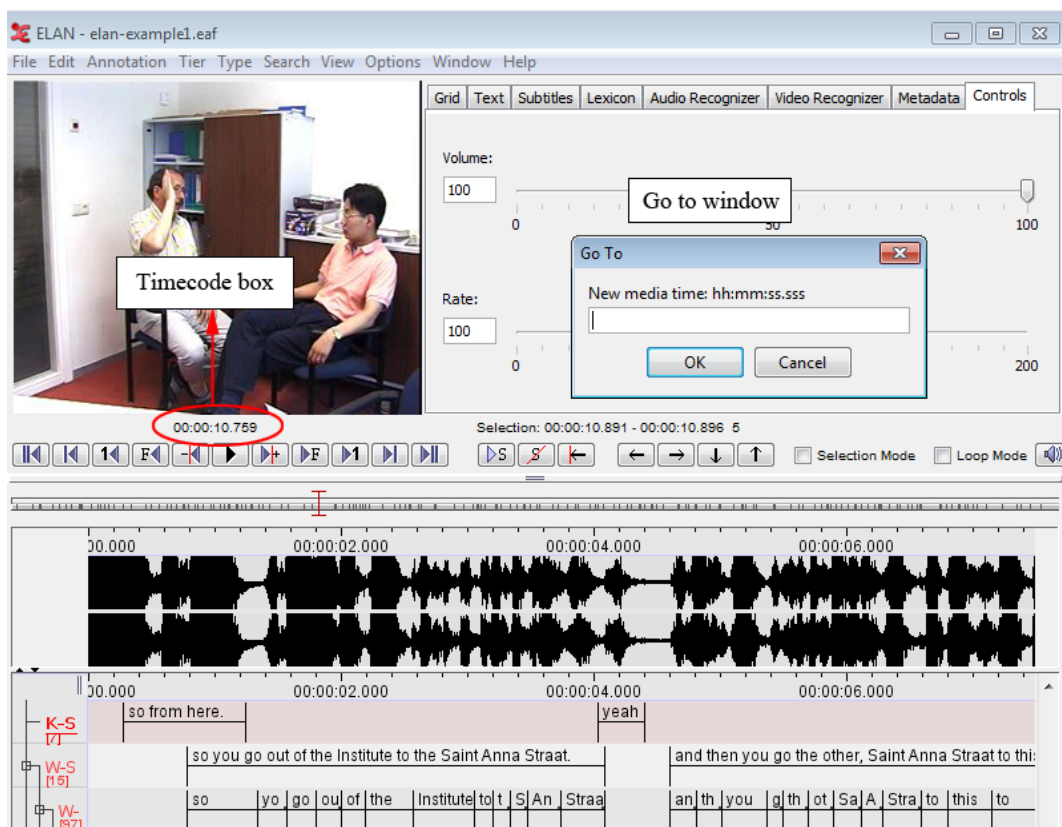 ELAN - elan-example1.eaf
File Edit Annotation Tier Type Search View Options Window Help
Grid Text Subtitles Lexicon Audio Recognizer Video Recognizer Metadata Controls
Volume:
100
Go to window
0 50 100
Go To
Timecode box
New media time: hh:mm:ss.sss
Rate:
100
OK Cancel
0 200
00:00:10.759
Selection: 00:00:10.891 - 00:00:10.896 5
1 F - + F 1 S S Selection Mode Loop Mode
00.000 00:00:02.000 00:00:04.000 00:00:06.000
00.000 00:00:02.000 00:00:04.000 00:00:06.000
so from here. yeah
K-S
[7]
so you go out of the Institute to the Saint Anna Straat. and then you go the other, Saint Anna Straat to this
W-S
[15]
so yo go ou of the Institute to t S An Straa an th you g th ot Sa A Stra to this to
W-
[97]